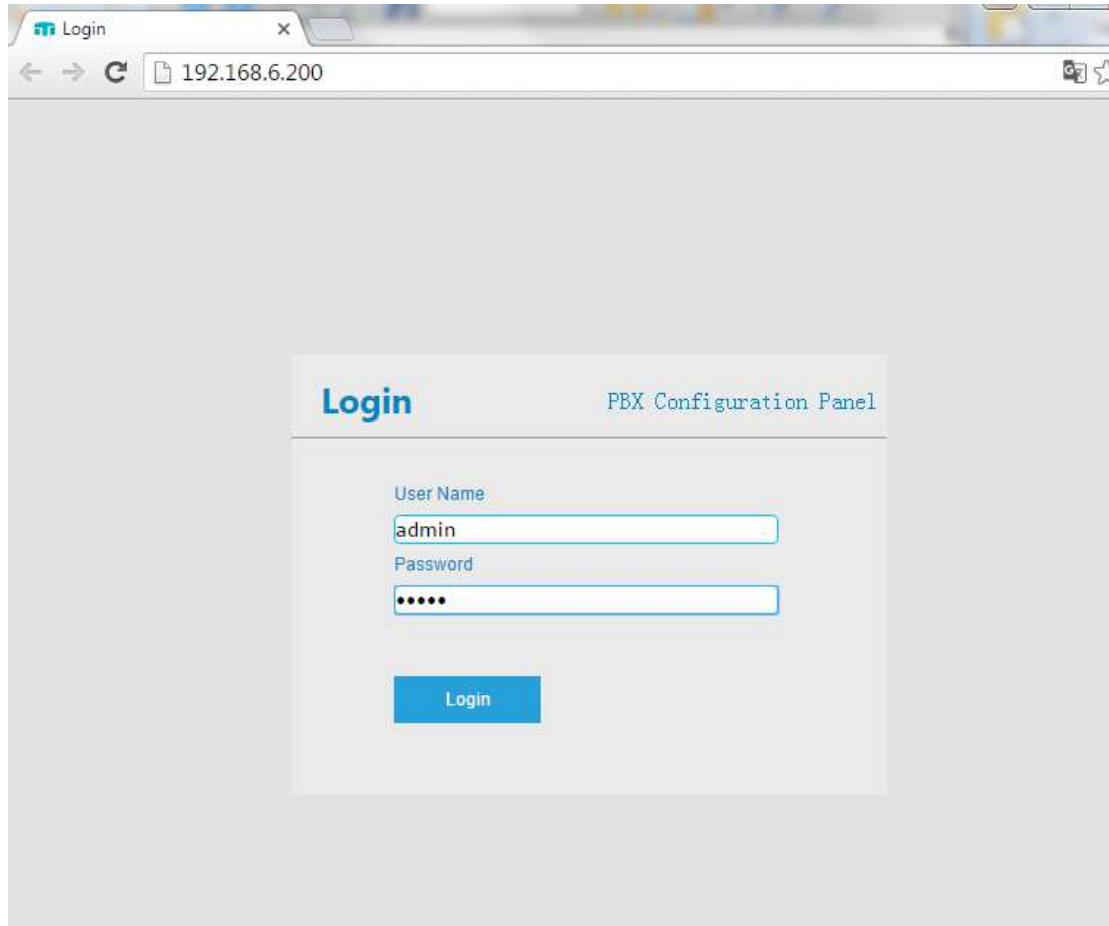 Login
192.168.6.200
Login PBX Configuration Panel
User Name
admin
Password
•••••
Login